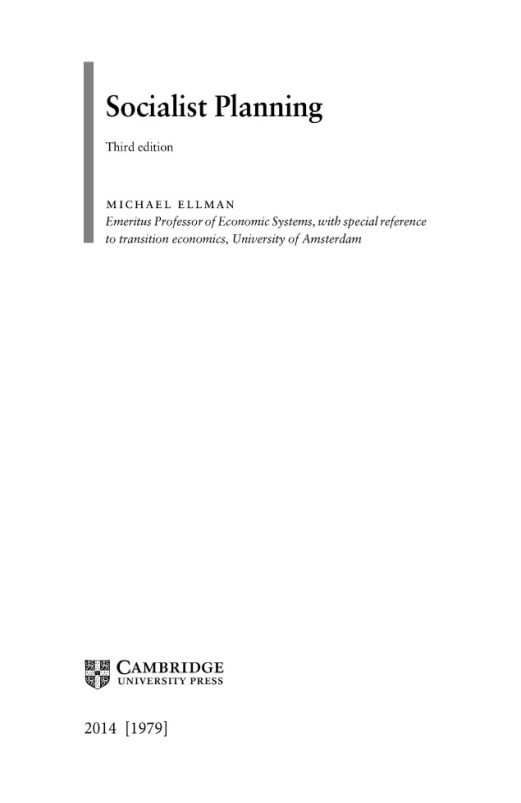 Socialist Planning
Third edition
MICHAEL ELLMAN
Emeritus Professor of Economic Systems, with special reference
to transition economics, University of Amsterdam
CAMBRIDGE
UNIVERSITY PRESS
2014 [1979]